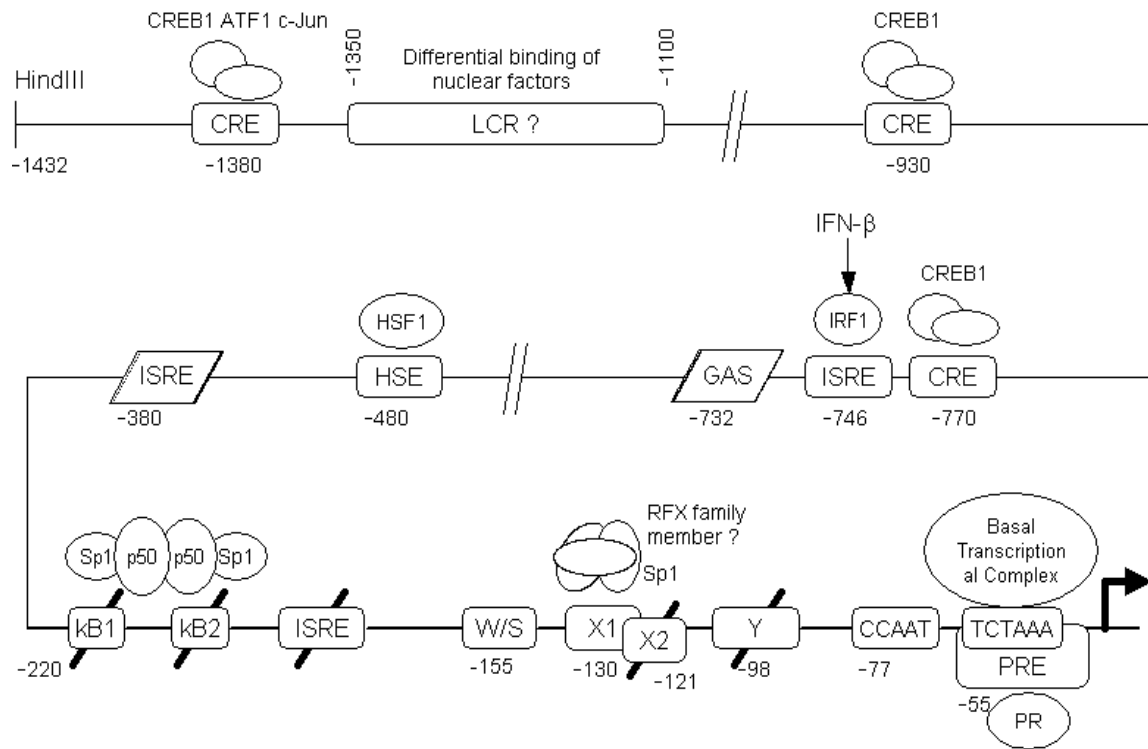 CREB1 ATF1 c-Jun
-1350
Differential binding of
nuclear factors
-1100
CREB1
HindIII
CRE
LCR ?
CRE
-1432
-1380
-930
IFN-β
CREB1
HSF1
IRF1
ISRE
HSE
GAS
ISRE
CRE
-380
-480
-732
-746
-770
RFX family
member ?
Basal
Transcription
al Complex
Sp1
p50
p50
Sp1
Sp1
kB1
kB2
ISRE
W/S
X1
X2
Y
CCAAT
TCTAAA
PRE
-220
-155
-130
-121
-98
-77
-55
PR